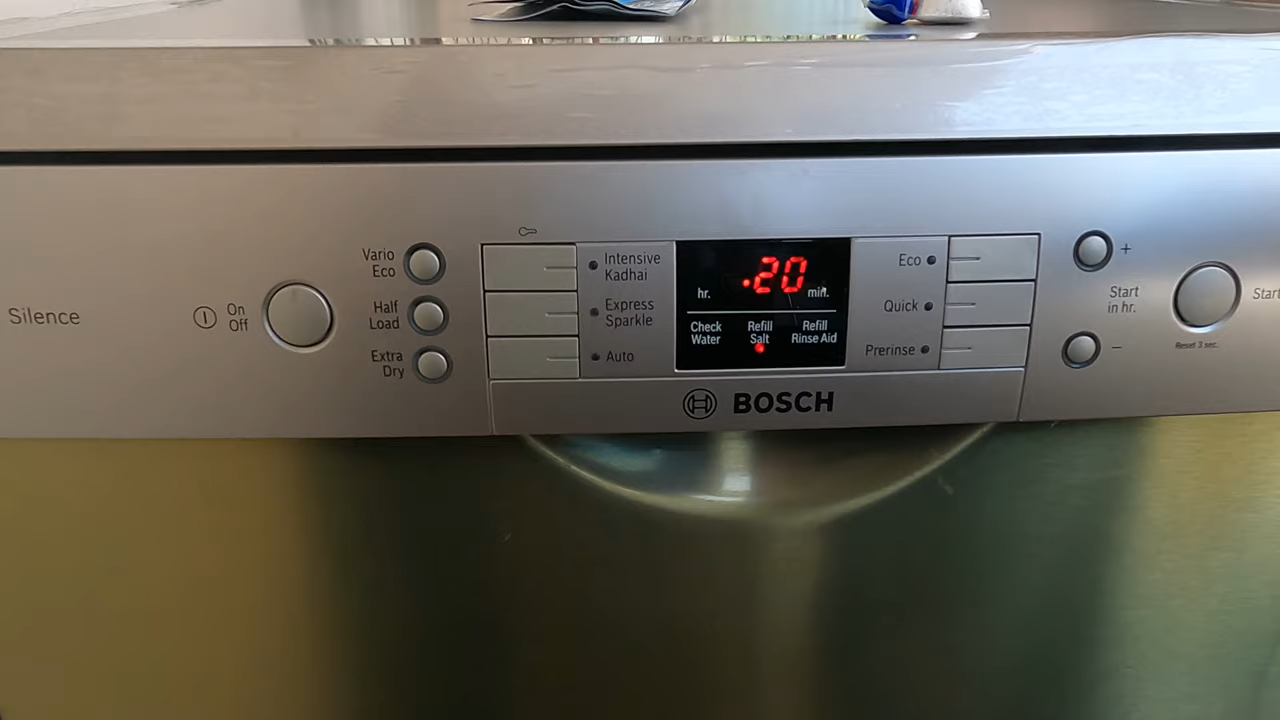 Silence
On
Off
Vario
Eco
Half
Load
Extra
Dry
Intensive
Kadhai
Express
Sparkle
Auto
.20
hr.
min.
Check
Water
Refill
Salt
Refill
Rinse Aid
Eco
Quick
Prerinse
+
Start
in hr.
−
Start
Reset 3 sec.
BOSCH